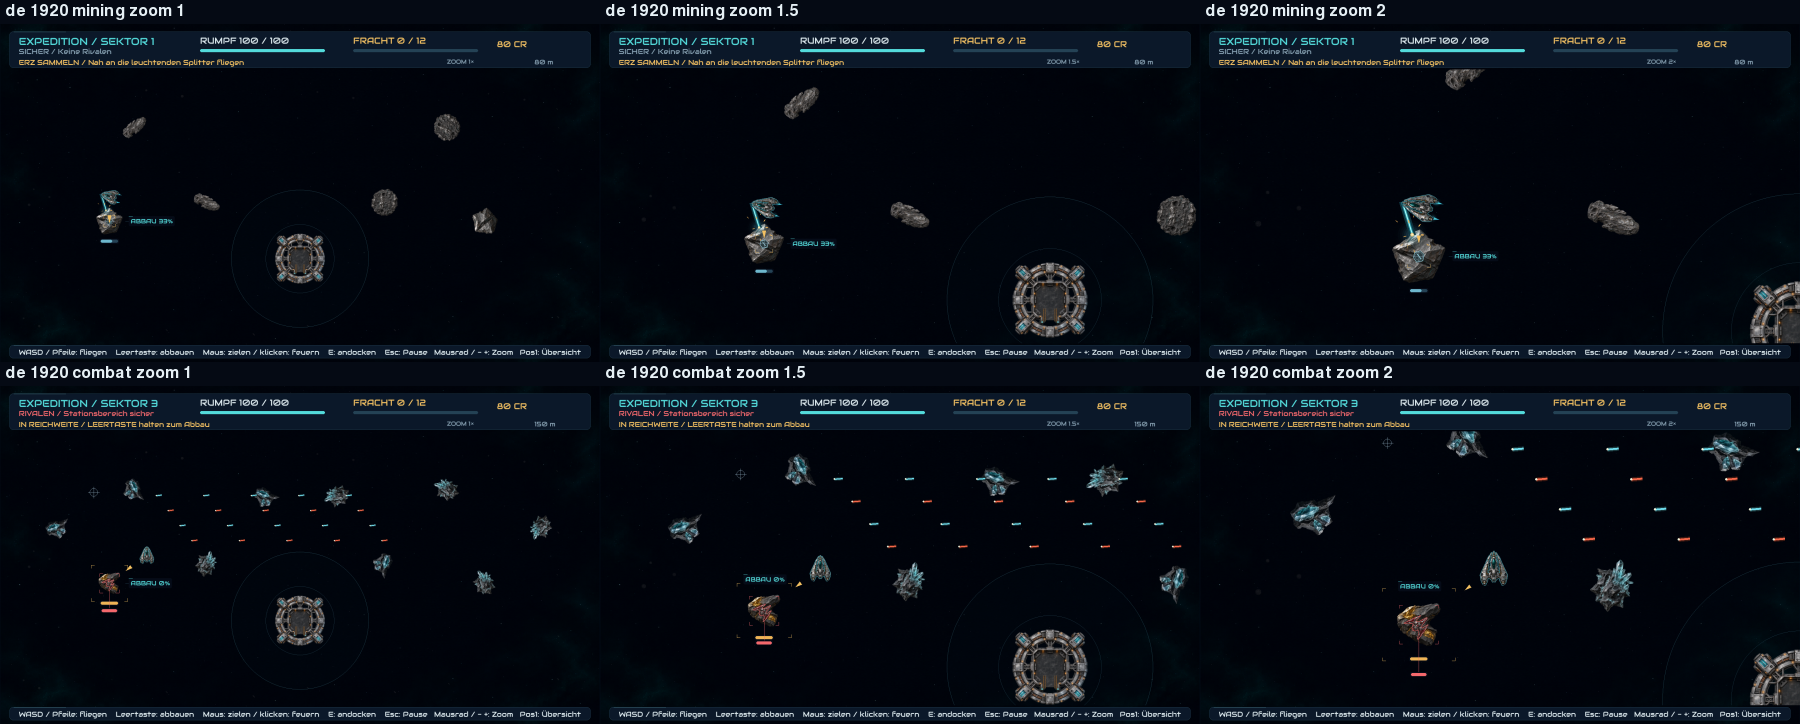 de 1920 mining zoom 1
EXPEDITION / SEKTOR 1
SICHER / Keine Rivalen
ERZ SAMMELN / Nah an die leuchtenden Splitter fliegen
RUMPF 100 / 100
FRACHT 0 / 12
80 CR
ZOOM 1×
80 m
ABBAU 33%
WASD / Pfeile: fliegen Leertaste: abbauen Maus: zielen / klicken: feuern E: andocken Esc: Pause Mausrad / - +: Zoom Pos1: Übersicht
de 1920 mining zoom 1.5
EXPEDITION / SEKTOR 1
SICHER / Keine Rivalen
ERZ SAMMELN / Nah an die leuchtenden Splitter fliegen
RUMPF 100 / 100
FRACHT 0 / 12
80 CR
ZOOM 1.5×
80 m
ABBAU 33%
WASD / Pfeile: fliegen Leertaste: abbauen Maus: zielen / klicken: feuern E: andocken Esc: Pause Mausrad / - +: Zoom Pos1: Übersicht
de 1920 mining zoom 2
EXPEDITION / SEKTOR 1
SICHER / Keine Rivalen
ERZ SAMMELN / Nah an die leuchtenden Splitter fliegen
RUMPF 100 / 100
FRACHT 0 / 12
80 CR
ZOOM 2×
80 m
ABBAU 33%
WASD / Pfeile: fliegen Leertaste: abbauen Maus: zielen / klicken: feuern E: andocken Esc: Pause Mausrad / - +: Zoom Pos1: Übersicht
de 1920 combat zoom 1
EXPEDITION / SEKTOR 3
RIVALEN / Stationsbereich sicher
IN REICHWEITE / LEERTASTE halten zum Abbau
RUMPF 100 / 100
FRACHT 0 / 12
80 CR
ZOOM 1×
150 m
ABBAU 0%
WASD / Pfeile: fliegen Leertaste: abbauen Maus: zielen / klicken: feuern E: andocken Esc: Pause Mausrad / - +: Zoom Pos1: Übersicht
de 1920 combat zoom 1.5
EXPEDITION / SEKTOR 3
RIVALEN / Stationsbereich sicher
IN REICHWEITE / LEERTASTE halten zum Abbau
RUMPF 100 / 100
FRACHT 0 / 12
80 CR
ZOOM 1.5×
150 m
ABBAU 0%
WASD / Pfeile: fliegen Leertaste: abbauen Maus: zielen / klicken: feuern E: andocken Esc: Pause Mausrad / - +: Zoom Pos1: Übersicht
de 1920 combat zoom 2
EXPEDITION / SEKTOR 3
RIVALEN / Stationsbereich sicher
IN REICHWEITE / LEERTASTE halten zum Abbau
RUMPF 100 / 100
FRACHT 0 / 12
80 CR
ZOOM 2×
150 m
ABBAU 0%
WASD / Pfeile: fliegen Leertaste: abbauen Maus: zielen / klicken: feuern E: andocken Esc: Pause Mausrad / - +: Zoom Pos1: Übersicht